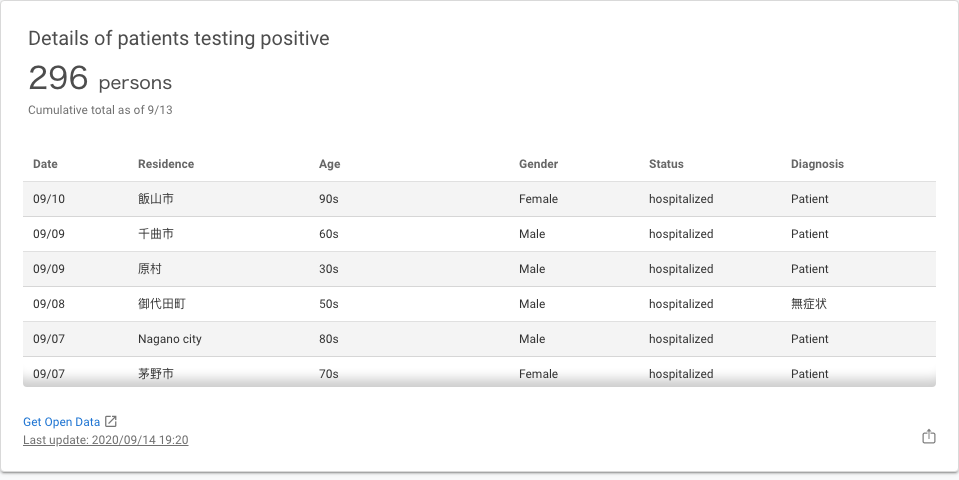 Details of patients testing positive
296 persons
Cumulative total as of 9/13
Date Residence Age Gender Status Diagnosis
09/10 飯山市 90s Female hospitalized Patient
09/09 千曲市 60s Male hospitalized Patient
09/09 原村 30s Male hospitalized Patient
09/08 御代田町 50s Male hospitalized 無症状
09/07 Nagano city 80s Male hospitalized Patient
09/07 茅野市 70s Female hospitalized Patient
Get Open Data
Last update: 2020/09/14 19:20